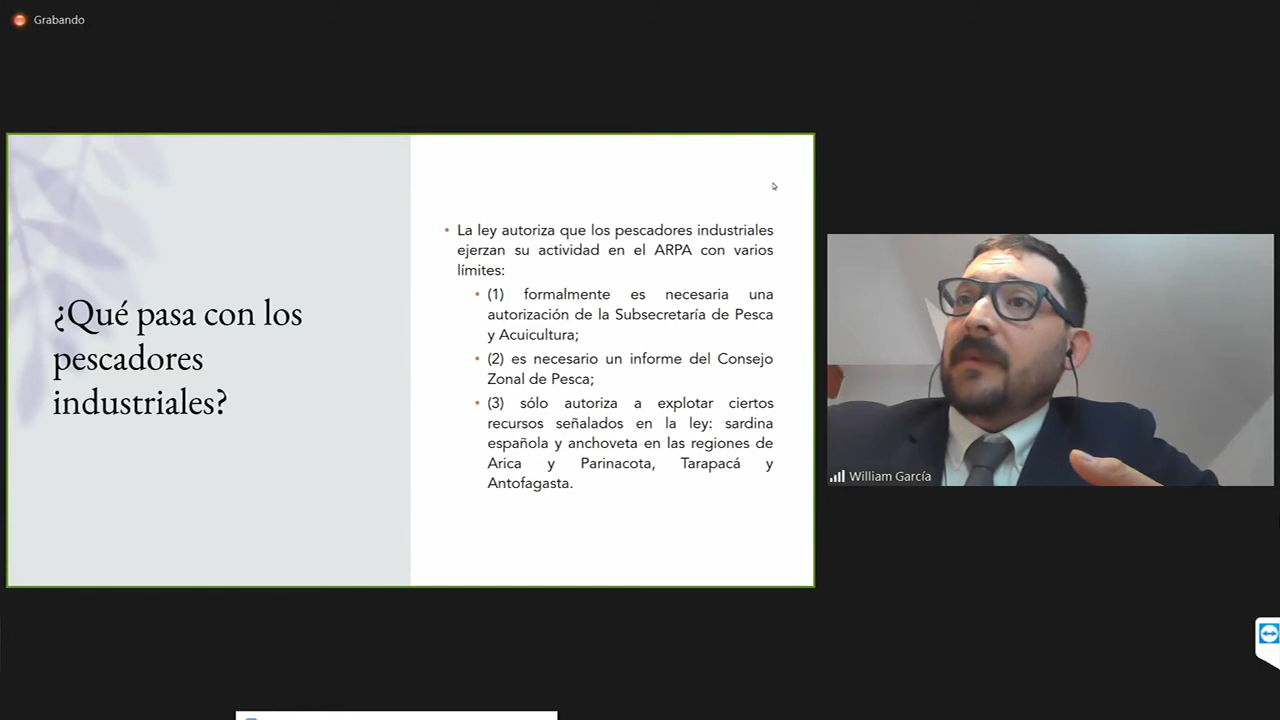 Grabando
¿Qué pasa con los
pescadores
industriales?
• La ley autoriza que los pescadores industriales
ejerzan su actividad en el ARPA con varios
límites:
• (1) formalmente es necesaria una
autorización de la Subsecretaría de Pesca
y Acuicultura;
• (2) es necesario un informe del Consejo
Zonal de Pesca;
• (3) sólo autoriza a explotar ciertos
recursos señalados en la ley: sardina
española y anchoveta en las regiones de
Arica y Parinacota, Tarapacá y
Antofagasta.
William García